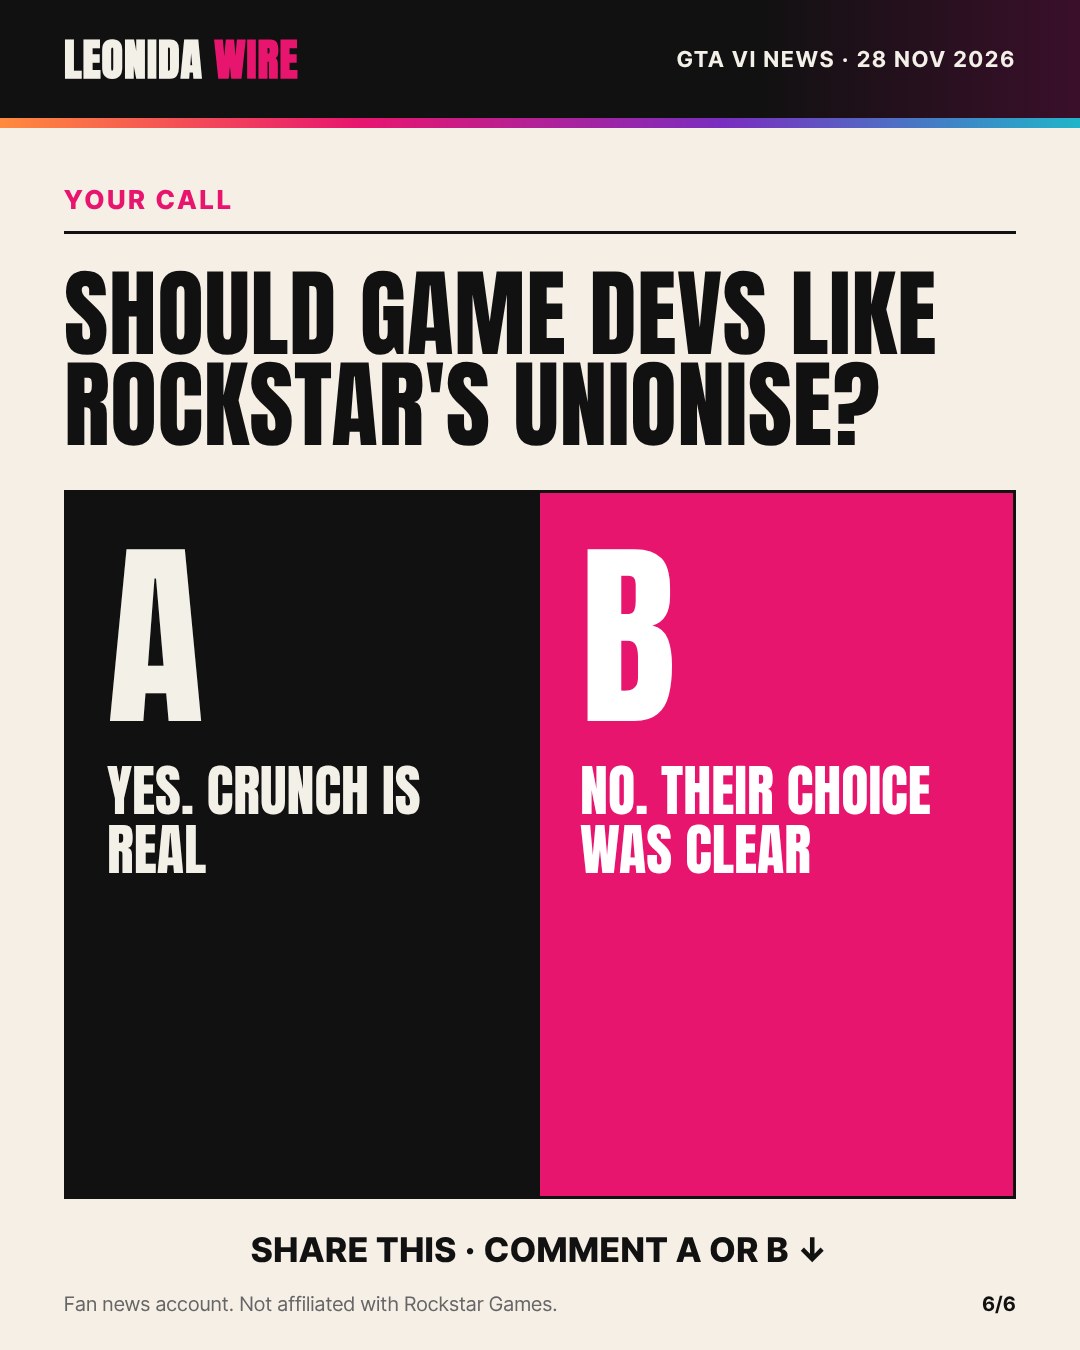 LEONIDA WIRE
GTA VI NEWS · 28 NOV 2026
YOUR CALL
SHOULD GAME DEVS LIKE
ROCKSTAR'S UNIONISE?
A
YES. CRUNCH IS
REAL
B
NO. THEIR CHOICE
WAS CLEAR
SHARE THIS · COMMENT A OR B ↓
Fan news account. Not affiliated with Rockstar Games.
6/6